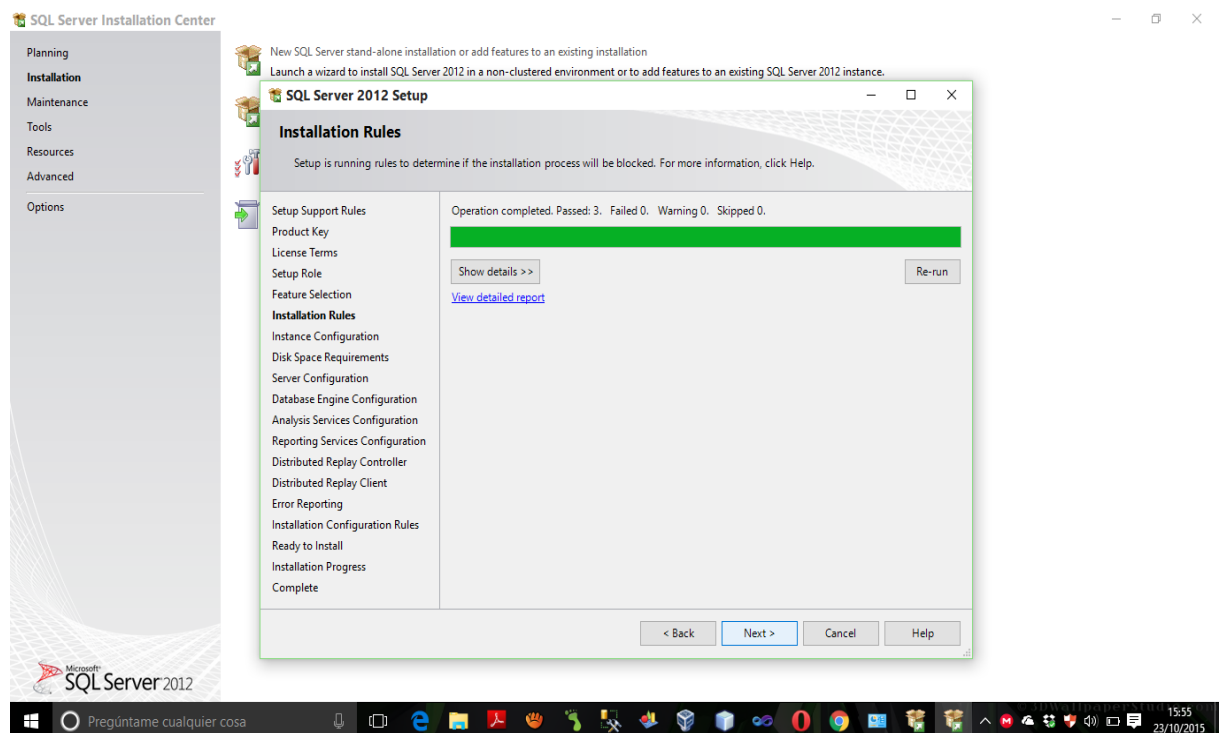 SQL Server Installation Center
Planning
Installation
Maintenance
Tools
Resources
Advanced
Options
New SQL Server stand-alone installation or add features to an existing installation
Launch a wizard to install SQL Server 2012 in a non-clustered environment or to add features to an existing SQL Server 2012 instance.
SQL Server 2012 Setup
Installation Rules
Setup is running rules to determine if the installation process will be blocked. For more information, click Help.
Setup Support Rules
Product Key
License Terms
Setup Role
Feature Selection
Installation Rules
Instance Configuration
Disk Space Requirements
Server Configuration
Database Engine Configuration
Analysis Services Configuration
Reporting Services Configuration
Distributed Replay Controller
Distributed Replay Client
Error Reporting
Installation Configuration Rules
Ready to Install
Installation Progress
Complete
Operation completed. Passed: 3. Failed 0. Warning 0. Skipped 0.
Show details >>
Re-run
View detailed report
< Back
Next >
Cancel
Help
Microsoft
SQL Server 2012
Pregúntame cualquier cosa
15:55
23/10/2015